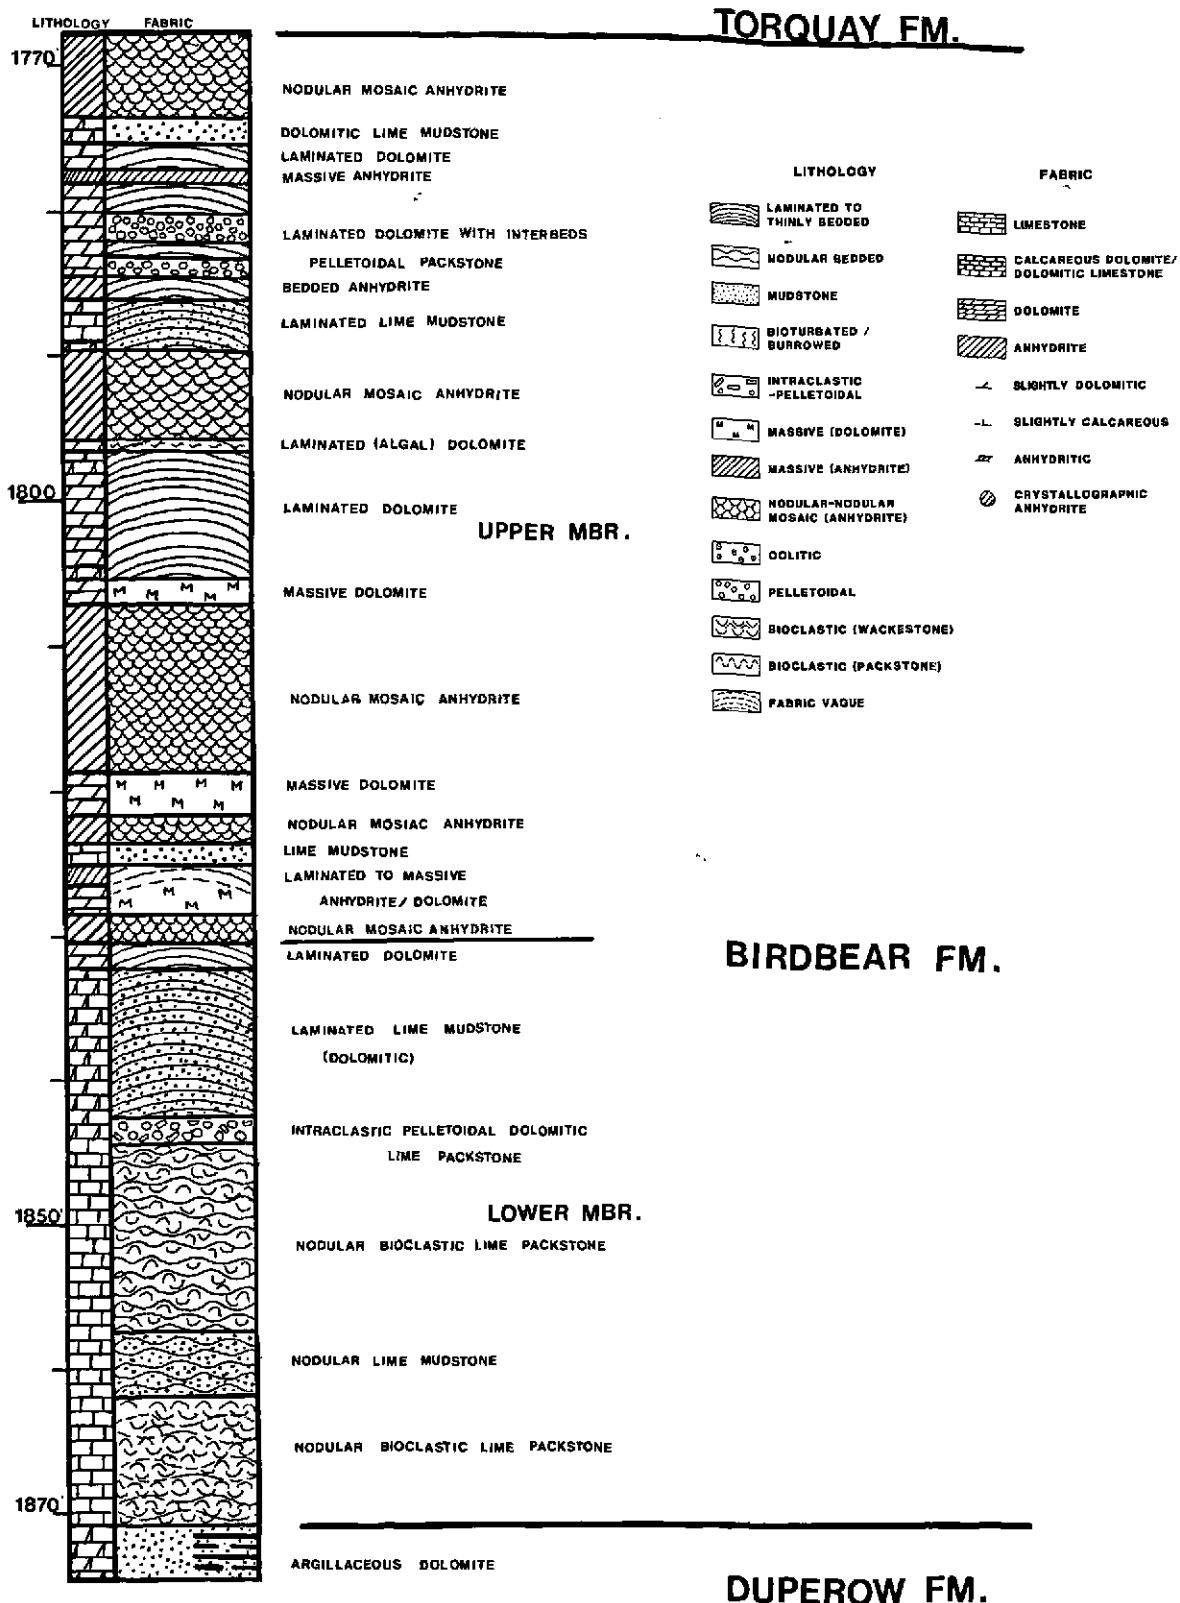 TORQUAY FM.
LITHOLOGY FABRIC
1770'
NODULAR MOSAIC ANHYDRITE
DOLOMITIC LIME MUDSTONE
LAMINATED DOLOMITE
MASSIVE ANHYDRITE
LAMINATED DOLOMITE WITH INTERBEDS
PELLETOIDAL PACKSTONE
BEDDED ANHYDRITE
LAMINATED LIME MUDSTONE
NODULAR MOSAIC ANHYDRITE
LAMINATED (ALGAL) DOLOMITE
1800
LAMINATED DOLOMITE
UPPER MBR.
MASSIVE DOLOMITE
NODULAR MOSAIC ANHYDRITE
MASSIVE DOLOMITE
NODULAR MOSIAC ANHYDRITE
LIME MUDSTONE
LAMINATED TO MASSIVE
ANHYDRITE/ DOLOMITE
NODULAR MOSAIC ANHYDRITE
LAMINATED DOLOMITE
LAMINATED LIME MUDSTONE
(DOLOMITIC)
INTRACLASTIC PELLETOIDAL DOLOMITIC
LIME PACKSTONE
LOWER MBR.
1850'
NODULAR BIOCLASTIC LIME PACKSTONE
NODULAR LIME MUDSTONE
NODULAR BIOCLASTIC LIME PACKSTONE
1870'
ARGILLACEOUS DOLOMITE
LITHOLOGY
LAMINATED TO
THINLY BEDDED
NODULAR BEDDED
MUDSTONE
BIOTURBATED /
BURROWED
INTRACLASTIC
-PELLETOIDAL
MASSIVE (DOLOMITE)
MASSIVE (ANHYDRITE)
NODULAR-NODULAR
MOSAIC (ANHYDRITE)
OOLITIC
PELLETOIDAL
BIOCLASTIC (WACKESTONE)
BIOCLASTIC (PACKSTONE)
FABRIC VAGUE
FABRIC
LIMESTONE
CALCAREOUS DOLOMITE/
DOLOMITIC LIMESTONE
DOLOMITE
ANHYDRITE
SLIGHTLY DOLOMITIC
SLIGHTLY CALCAREOUS
ANHYDRITIC
CRYSTALLOGRAPHIC
ANHYDRITE
BIRDBEAR FM.
DUPEROW FM.